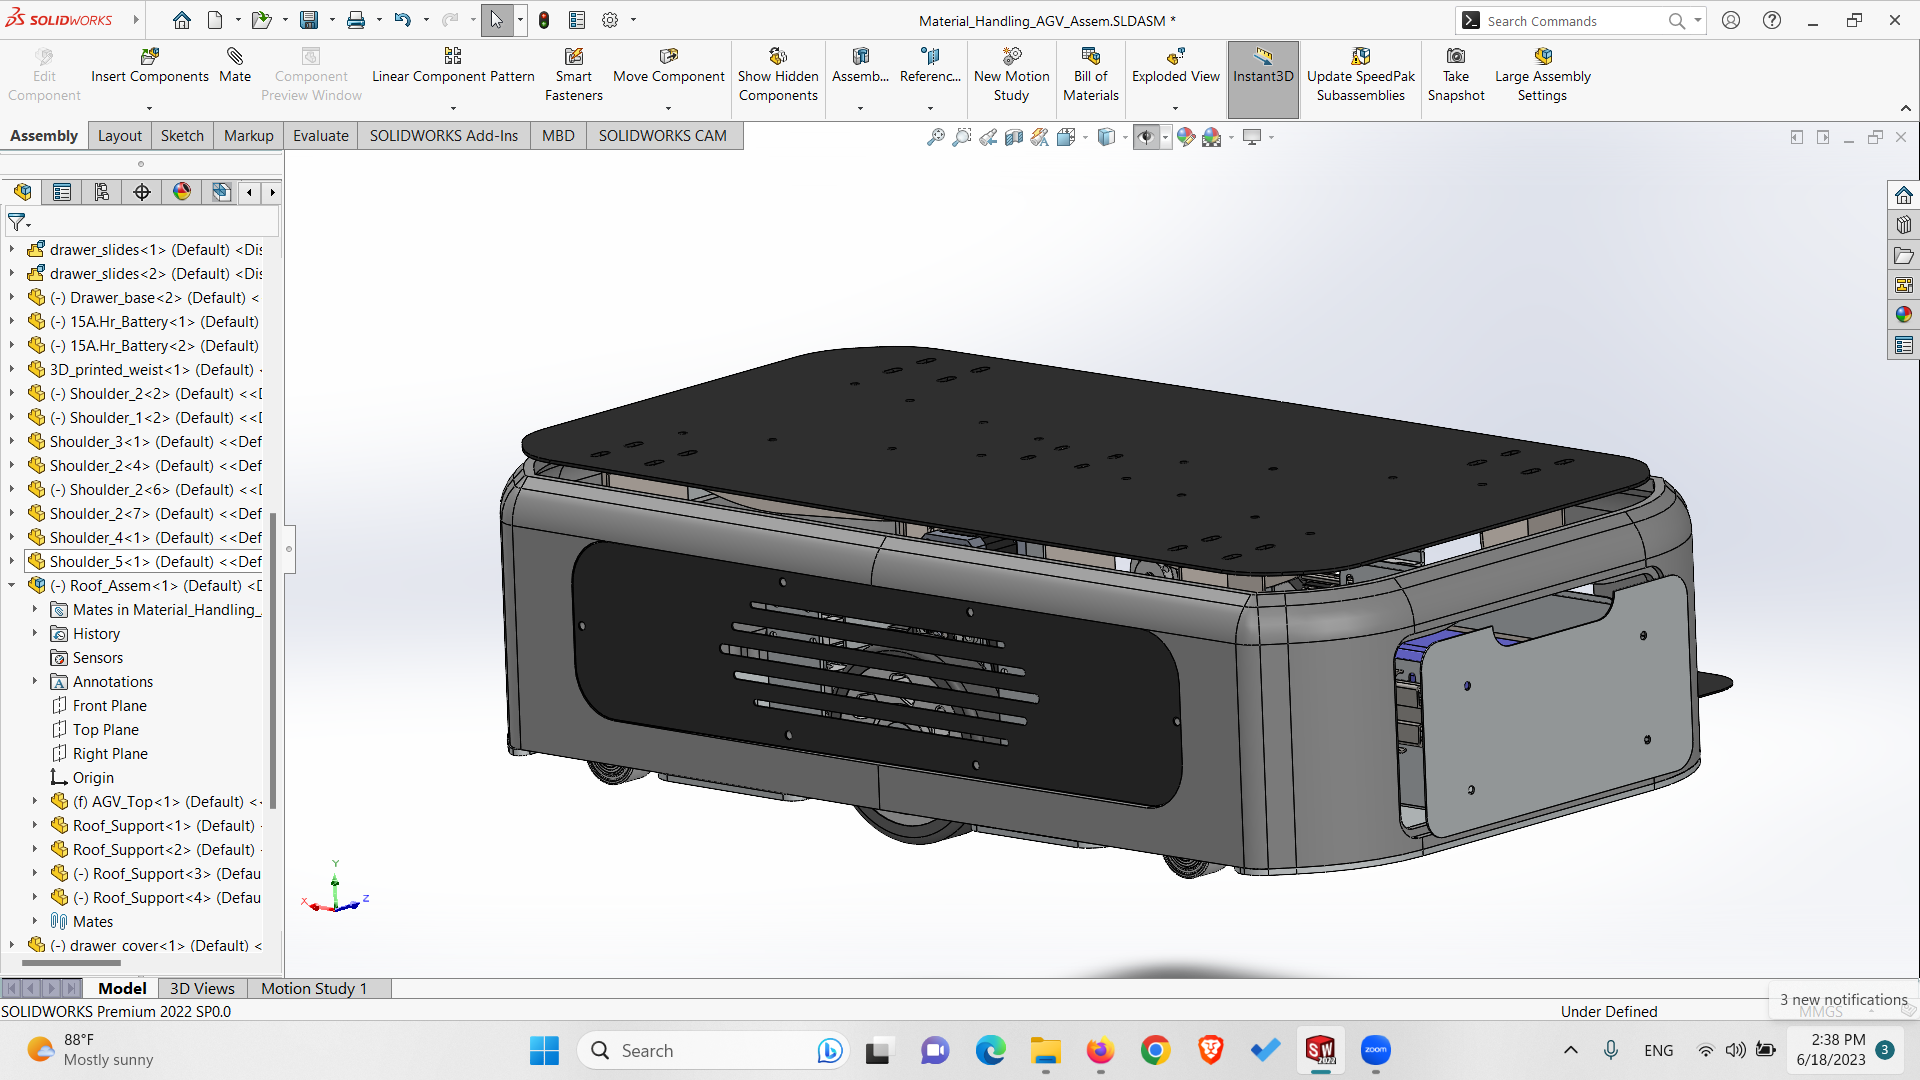 SOLIDWORKS
Material_Handling_AGV_Assem.SLDASM *
Search Commands
Edit Component
Insert Components
Mate
Component Preview Window
Linear Component Pattern
Smart Fasteners
Move Component
Show Hidden Components
Assemb...
Referenc...
New Motion Study
Bill of Materials
Exploded View
Instant3D
Update SpeedPak Subassemblies
Take Snapshot
Large Assembly Settings
Assembly
Layout
Sketch
Markup
Evaluate
SOLIDWORKS Add-Ins
MBD
SOLIDWORKS CAM
drawer_slides<1> (Default) <Dis
drawer_slides<2> (Default) <Dis
(-) Drawer_base<2> (Default) <
(-) 15A.Hr_Battery<1> (Default)
(-) 15A.Hr_Battery<2> (Default)
3D_printed_weist<1> (Default)
(-) Shoulder_2<2> (Default) <<D
(-) Shoulder_1<2> (Default) <<D
Shoulder_3<1> (Default) <<Def
Shoulder_2<4> (Default) <<Def
(-) Shoulder_2<6> (Default) <<D
Shoulder_2<7> (Default) <<Def
Shoulder_4<1> (Default) <<Def
Shoulder_5<1> (Default) <<Def
(-) Roof_Assem<1> (Default) <D
Mates in Material_Handling_
History
Sensors
Annotations
Front Plane
Top Plane
Right Plane
Origin
(f) AGV_Top<1> (Default) <<
Roof_Support<1> (Default)
Roof_Support<2> (Default)
(-) Roof_Support<3> (Defau
(-) Roof_Support<4> (Defau
Mates
(-) drawer_cover<1> (Default) <
Y
X
Z
Model
3D Views
Motion Study 1
SOLIDWORKS Premium 2022 SP0.0
Under Defined
MMGS
3 new notifications
88°F
Mostly sunny
Search
SW
2022
zoom
ENG
2:38 PM
6/18/2023
3